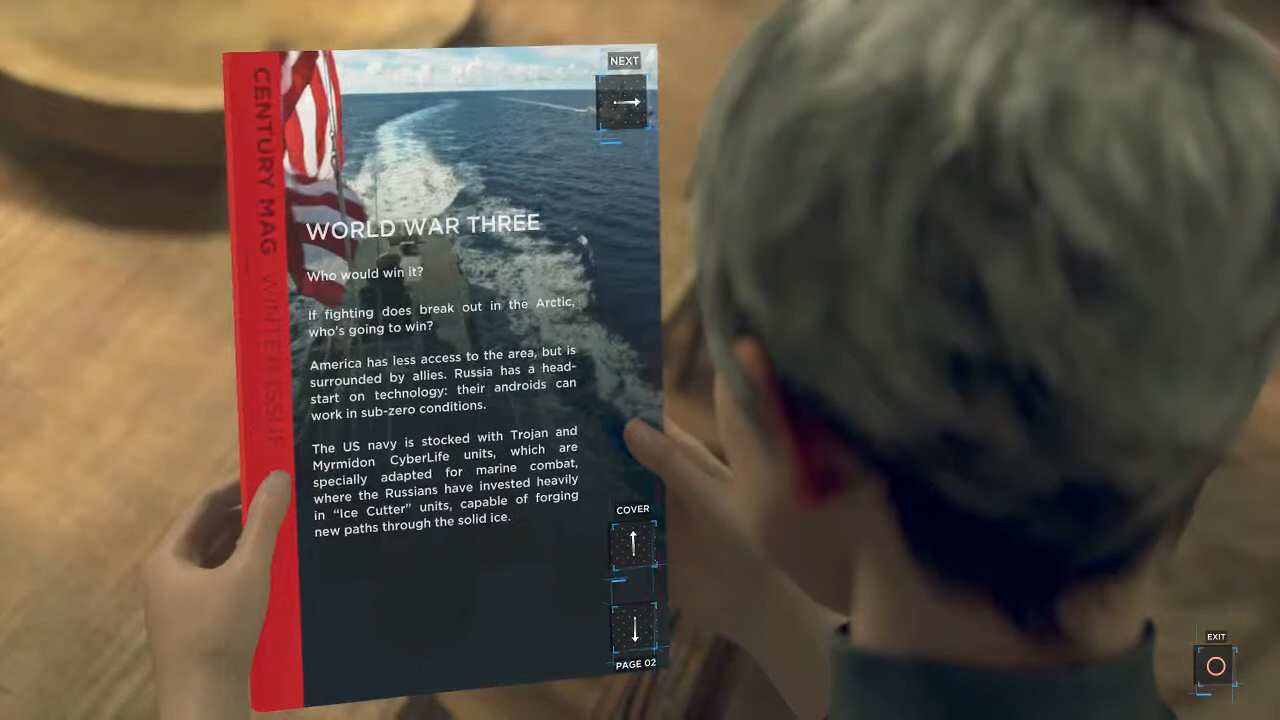 CENTURY MAG WINTER ISSUE
NEXT
WORLD WAR THREE
Who would win it?
If fighting does break out in the Arctic,
who's going to win?
America has less access to the area, but is
surrounded by allies. Russia has a head-
start on technology: their androids can
work in sub-zero conditions.
The US navy is stocked with Trojan and
Myrmidon CyberLife units, which are
specially adapted for marine combat,
where the Russians have invested heavily
in “Ice Cutter” units, capable of forging
new paths through the solid ice.
COVER
PAGE 02
EXIT